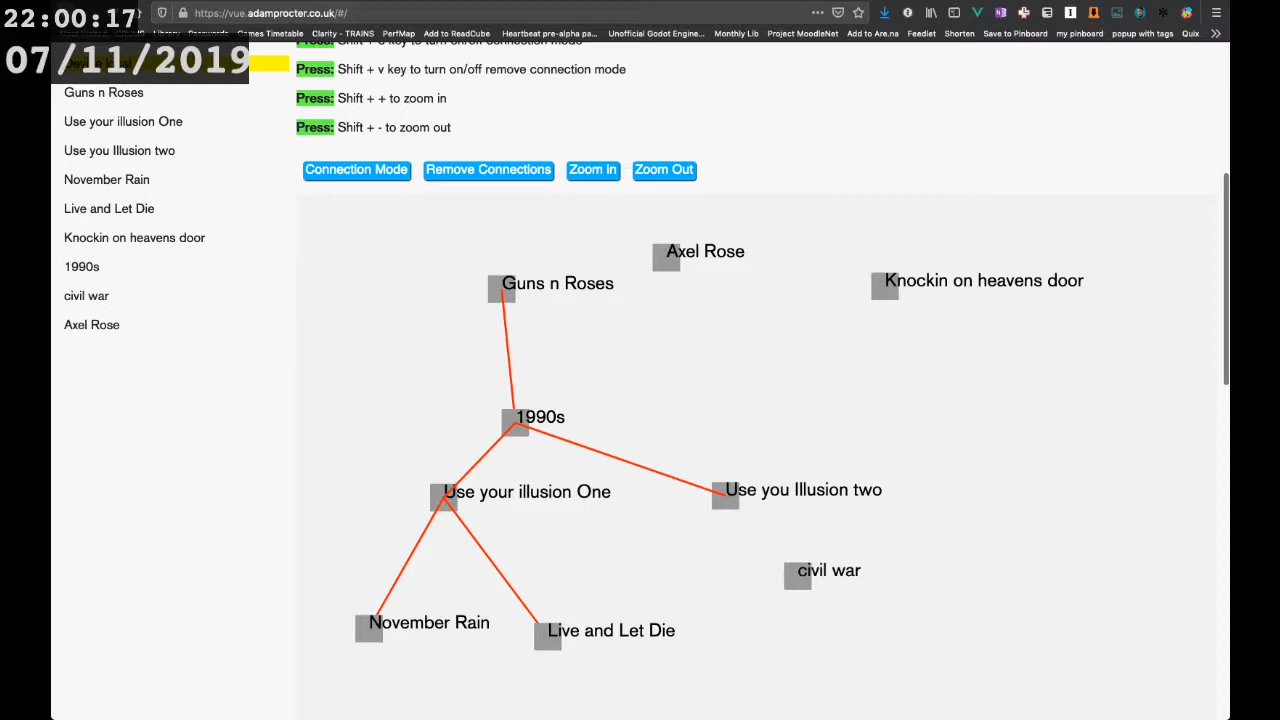 22:00:17
https://vue.adamprocter.co.uk/#/
Library Passwords Games Timetable Clarity - TRAINS PerfMap Add to ReadCube Heartbeat pre-alpha pa... Unofficial Godot Engine... Monthly Lib Project MoodleNet Add to Are.na Feedlet Shorten Save to Pinboard my pinboard popup with tags Quix
07/11/2019
Press: Shift + v key to turn on/off remove connection mode
Press: Shift + + to zoom in
Press: Shift + - to zoom out
Connection Mode Remove Connections Zoom In Zoom Out
Guns n Roses
Use your illusion One
Use you Illusion two
November Rain
Live and Let Die
Knockin on heavens door
1990s
civil war
Axel Rose
Axel Rose
Guns n Roses
Knockin on heavens door
1990s
Use your illusion One
Use you Illusion two
civil war
November Rain
Live and Let Die